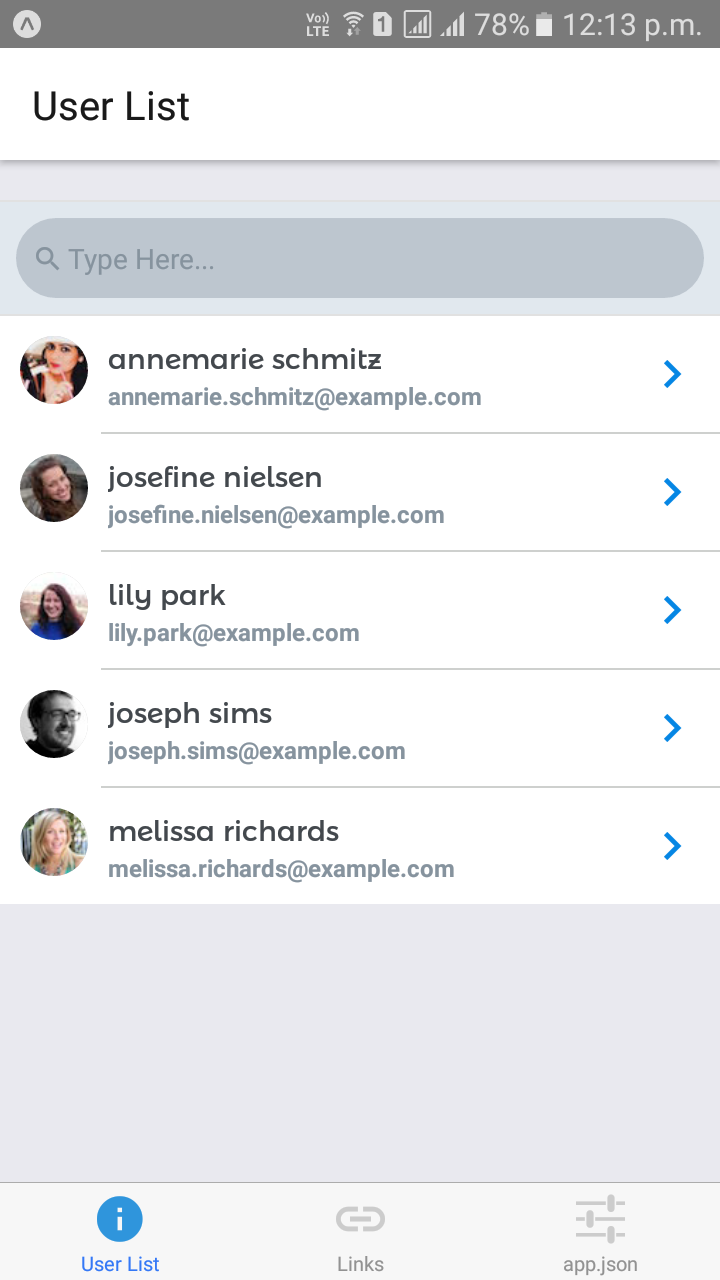 Vo) LTE 1 78% 12:13 p.m.
User List
Type Here...
annemarie schmitz
annemarie.schmitz@example.com
josefine nielsen
josefine.nielsen@example.com
lily park
lily.park@example.com
joseph sims
joseph.sims@example.com
melissa richards
melissa.richards@example.com
User List
Links
app.json